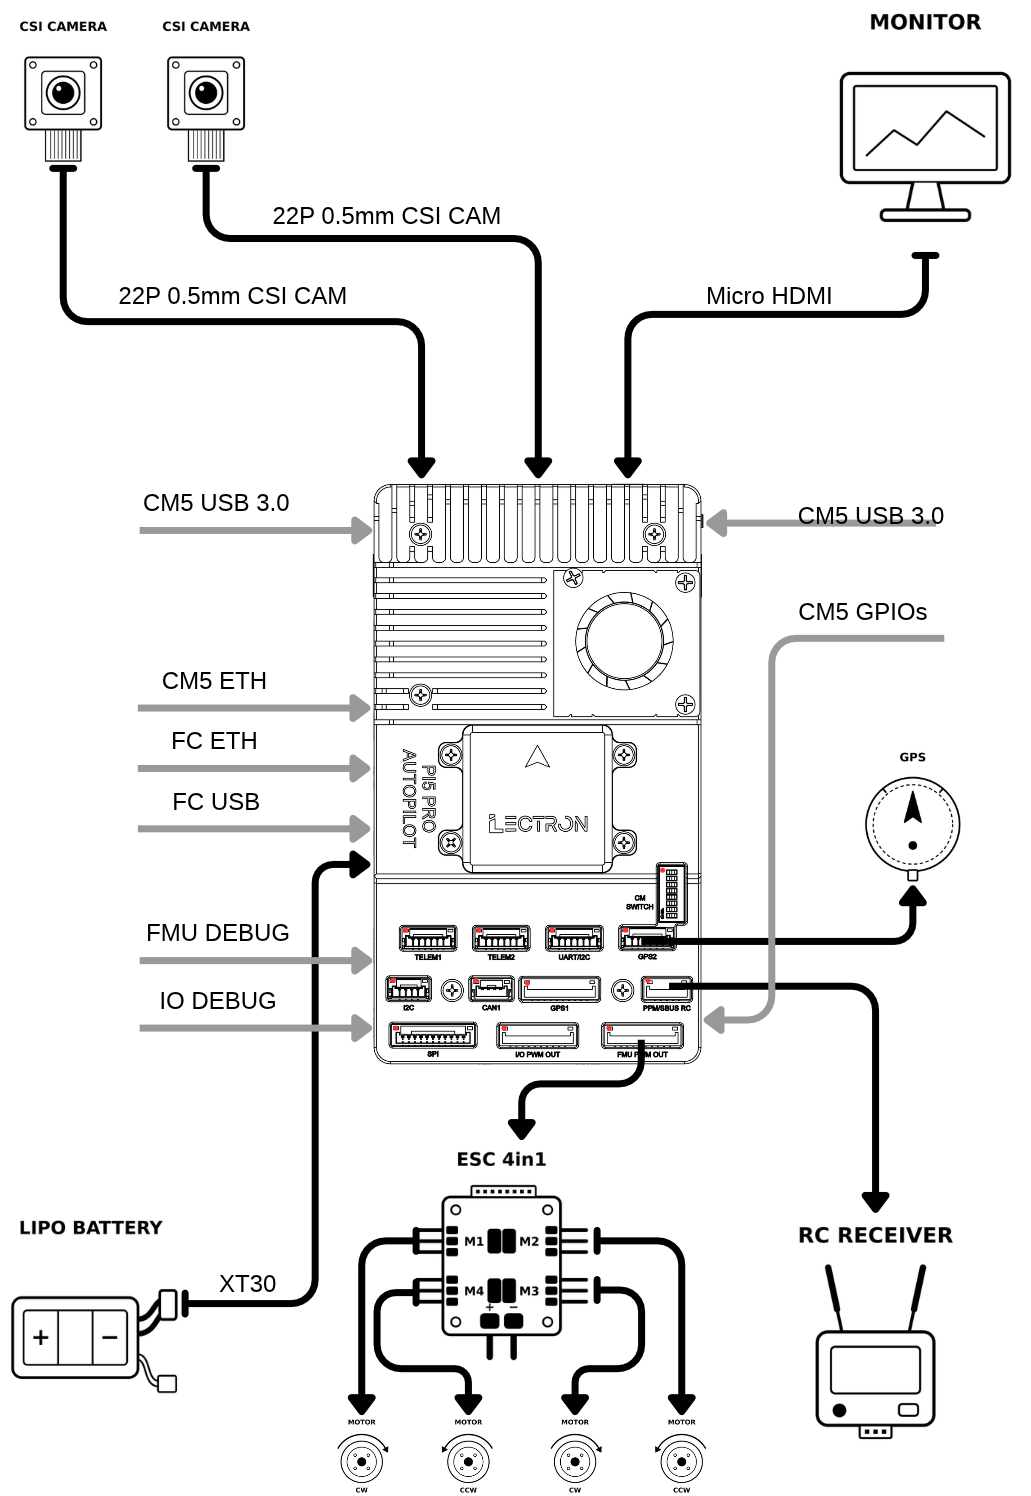 CSI CAMERA
CSI CAMERA
MONITOR
22P 0.5mm CSI CAM
22P 0.5mm CSI CAM
Micro HDMI
CM5 USB 3.0
CM5 USB 3.0
CM5 GPIOs
CM5 ETH
FC ETH
FC USB
PI5 PRO
AUTOPILOT
LECTRON
GPS
CM
SWITCH
FMU DEBUG
TELEM1
TELEM2
UART/I2C
GPS2
IO DEBUG
I2C
CAN1
GPS1
PPM/SBUS RC
SPI
I/O PWM OUT
FMU PWM OUT
ESC 4in1
LIPO BATTERY
RC RECEIVER
M1
M2
XT30
M4
M3
+
−
+
−
MOTOR
MOTOR
MOTOR
MOTOR
CW
CCW
CW
CCW